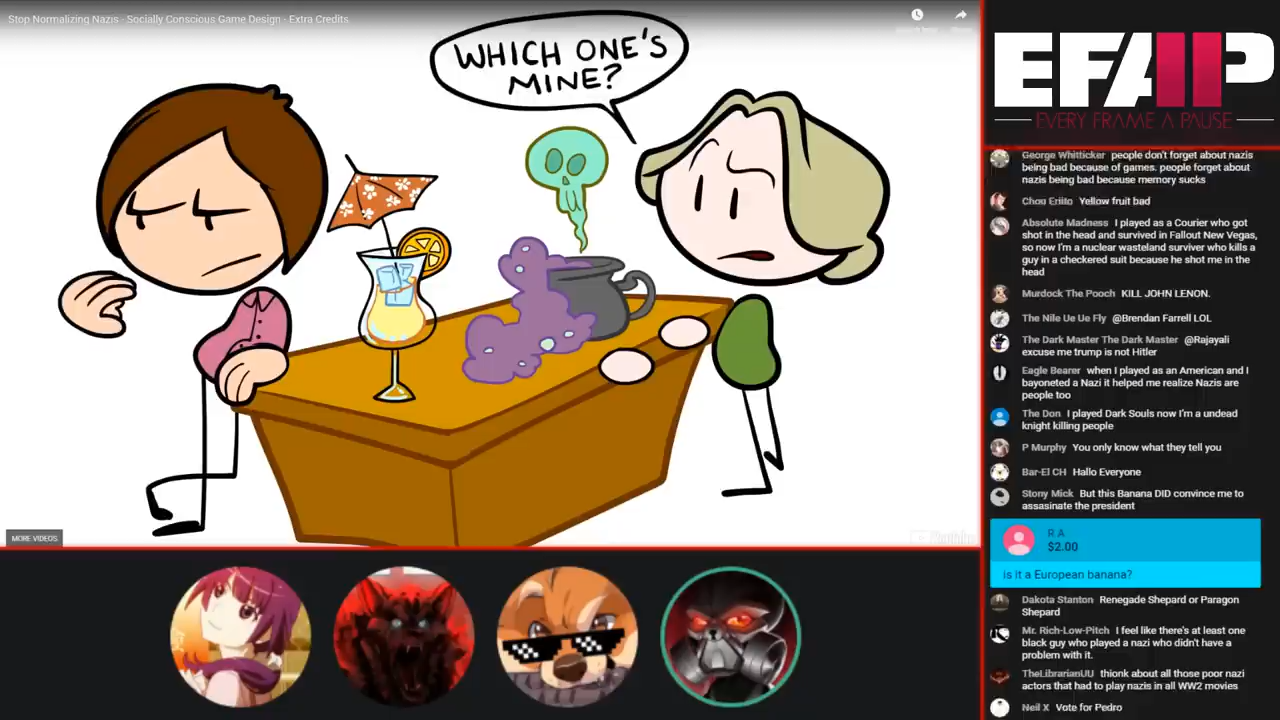 Stop Normalizing Nazis - Socially Conscious Game Design - Extra Credits
WHICH ONE'S
MINE?
MORE VIDEOS
EFAP
EVERY FRAME A PAUSE
George Whitticker people don't forget about nazis
being bad because of games. people forget about
nazis being bad because memory sucks
Chou Eriilo Yellow fruit bad
Absolute Madness I played as a Courier who got
shot in the head and survived in Fallout New Vegas,
so now I'm a nuclear wasteland surviver who kills a
guy in a checkered suit because he shot me in the
head
Murdock The Pooch KILL JOHN LENON.
The Nile Ue Ue Fly @Brendan Farrell LOL
The Dark Master The Dark Master @Rajayali
excuse me trump is not Hitler
Eagle Bearer when I played as an American and I
bayoneted a Nazi it helped me realize Nazis are
people too
The Don I played Dark Souls now I'm a undead
knight killing people
P Murphy You only know what they tell you
Bar-El CH Hallo Everyone
Stony Mick But this Banana DID convince me to
assasinate the president
R A
$2.00
is it a European banana?
Dakota Stanton Renegade Shepard or Paragon
Shepard
Mr. Rich-Low-Pitch I feel like there's at least one
black guy who played a nazi who didn't have a
problem with it.
TheLibrarianUU thionk about all those poor nazi
actors that had to play nazis in all WW2 movies
Neil X Vote for Pedro